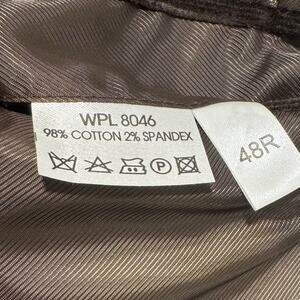 WPL 8046
98% COTTON 2% SPANDEX
P
48R